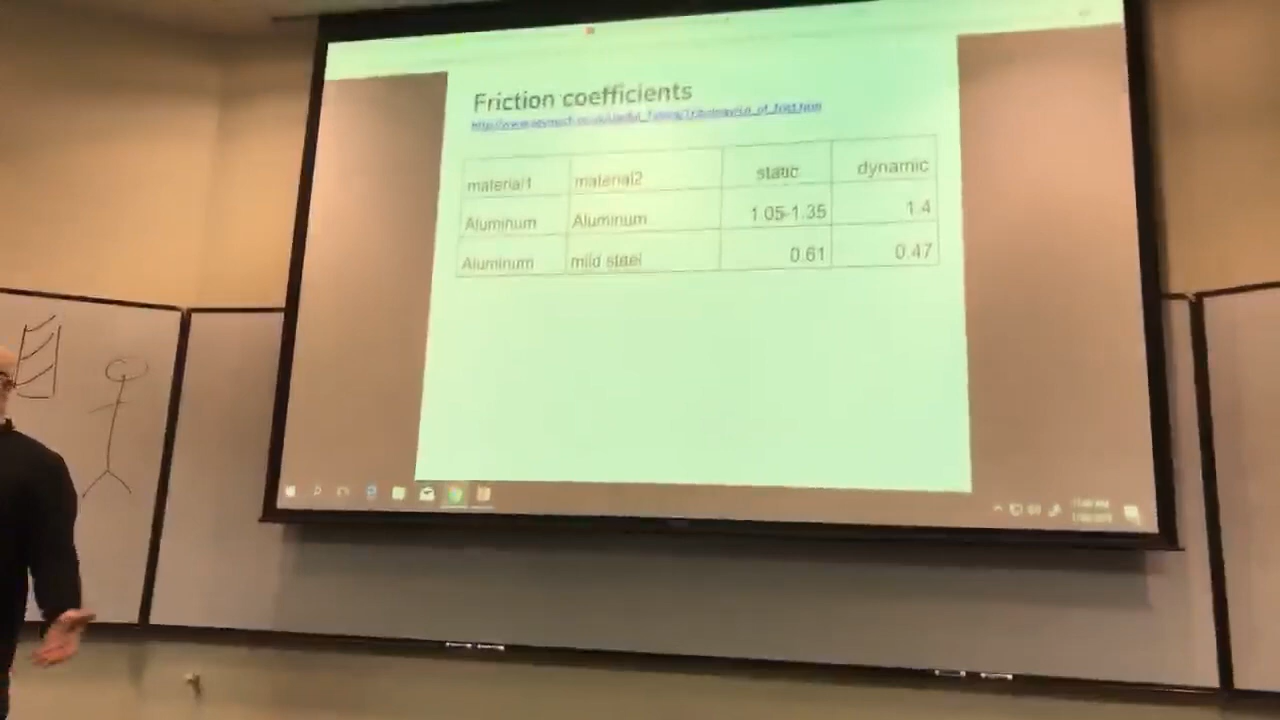 Friction coefficients
material1 material2 static dynamic
Aluminum Aluminum 1.05-1.35 1.4
Aluminum mild steel 0.61 0.47